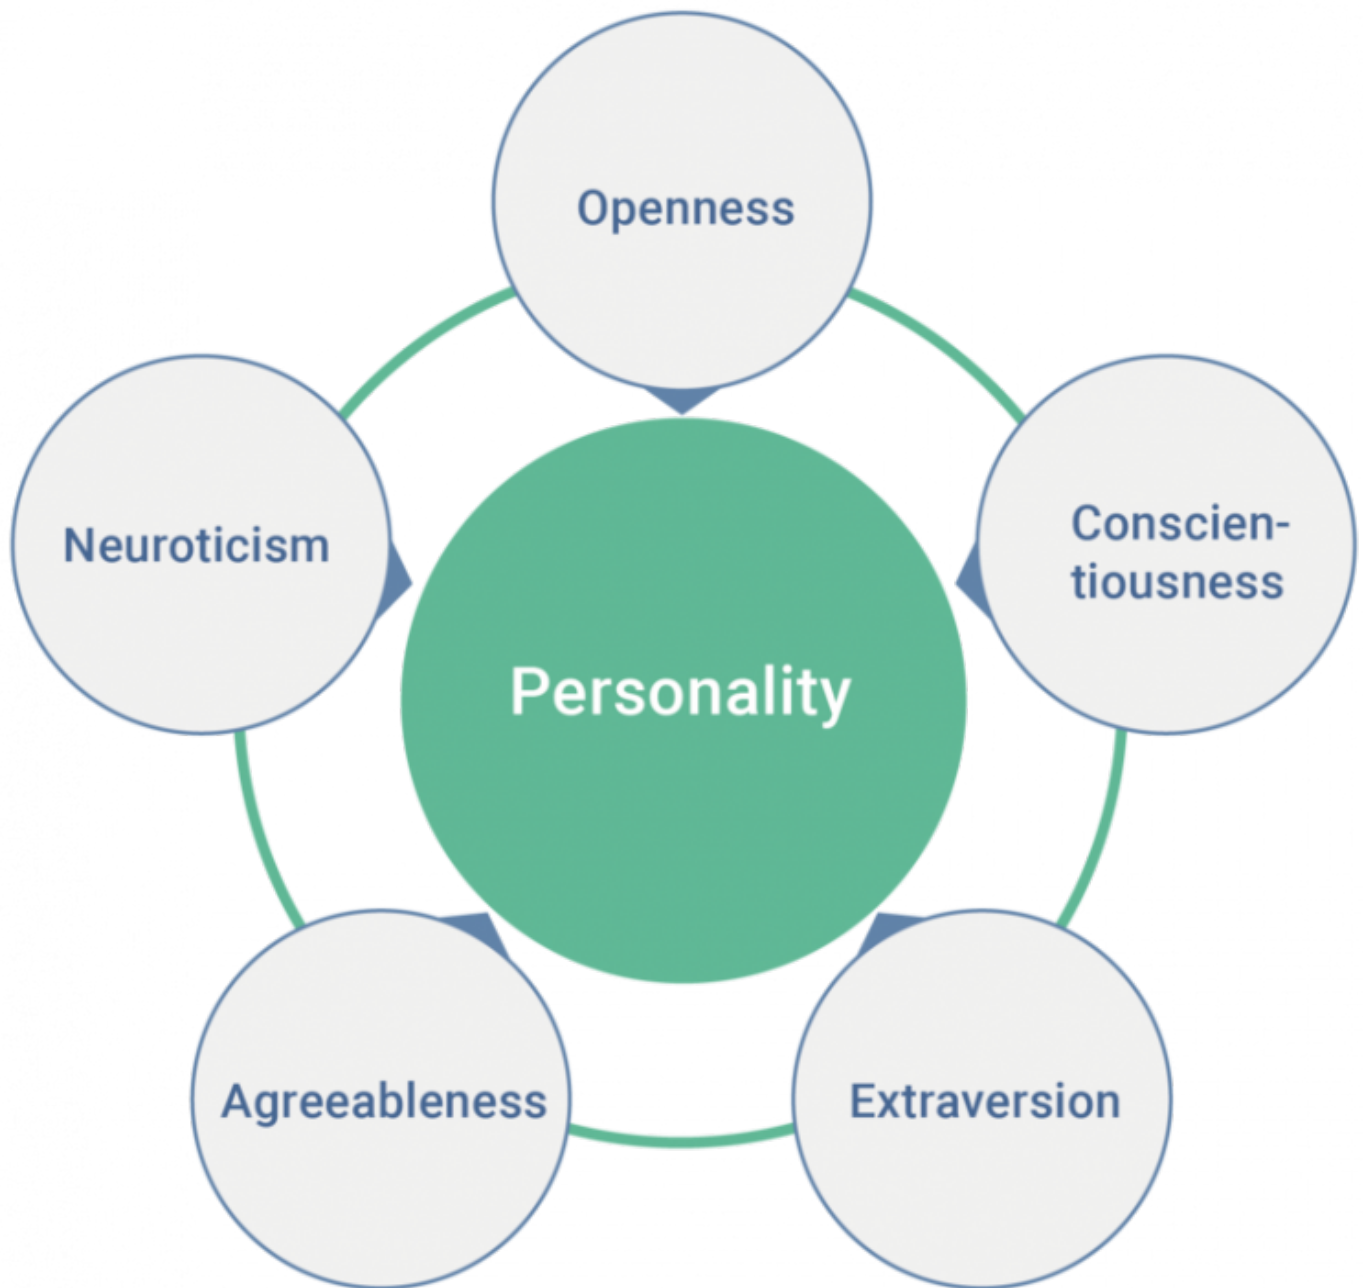 Openness
Neuroticism
Conscien-
tiousness
Personality
Agreeableness
Extraversion